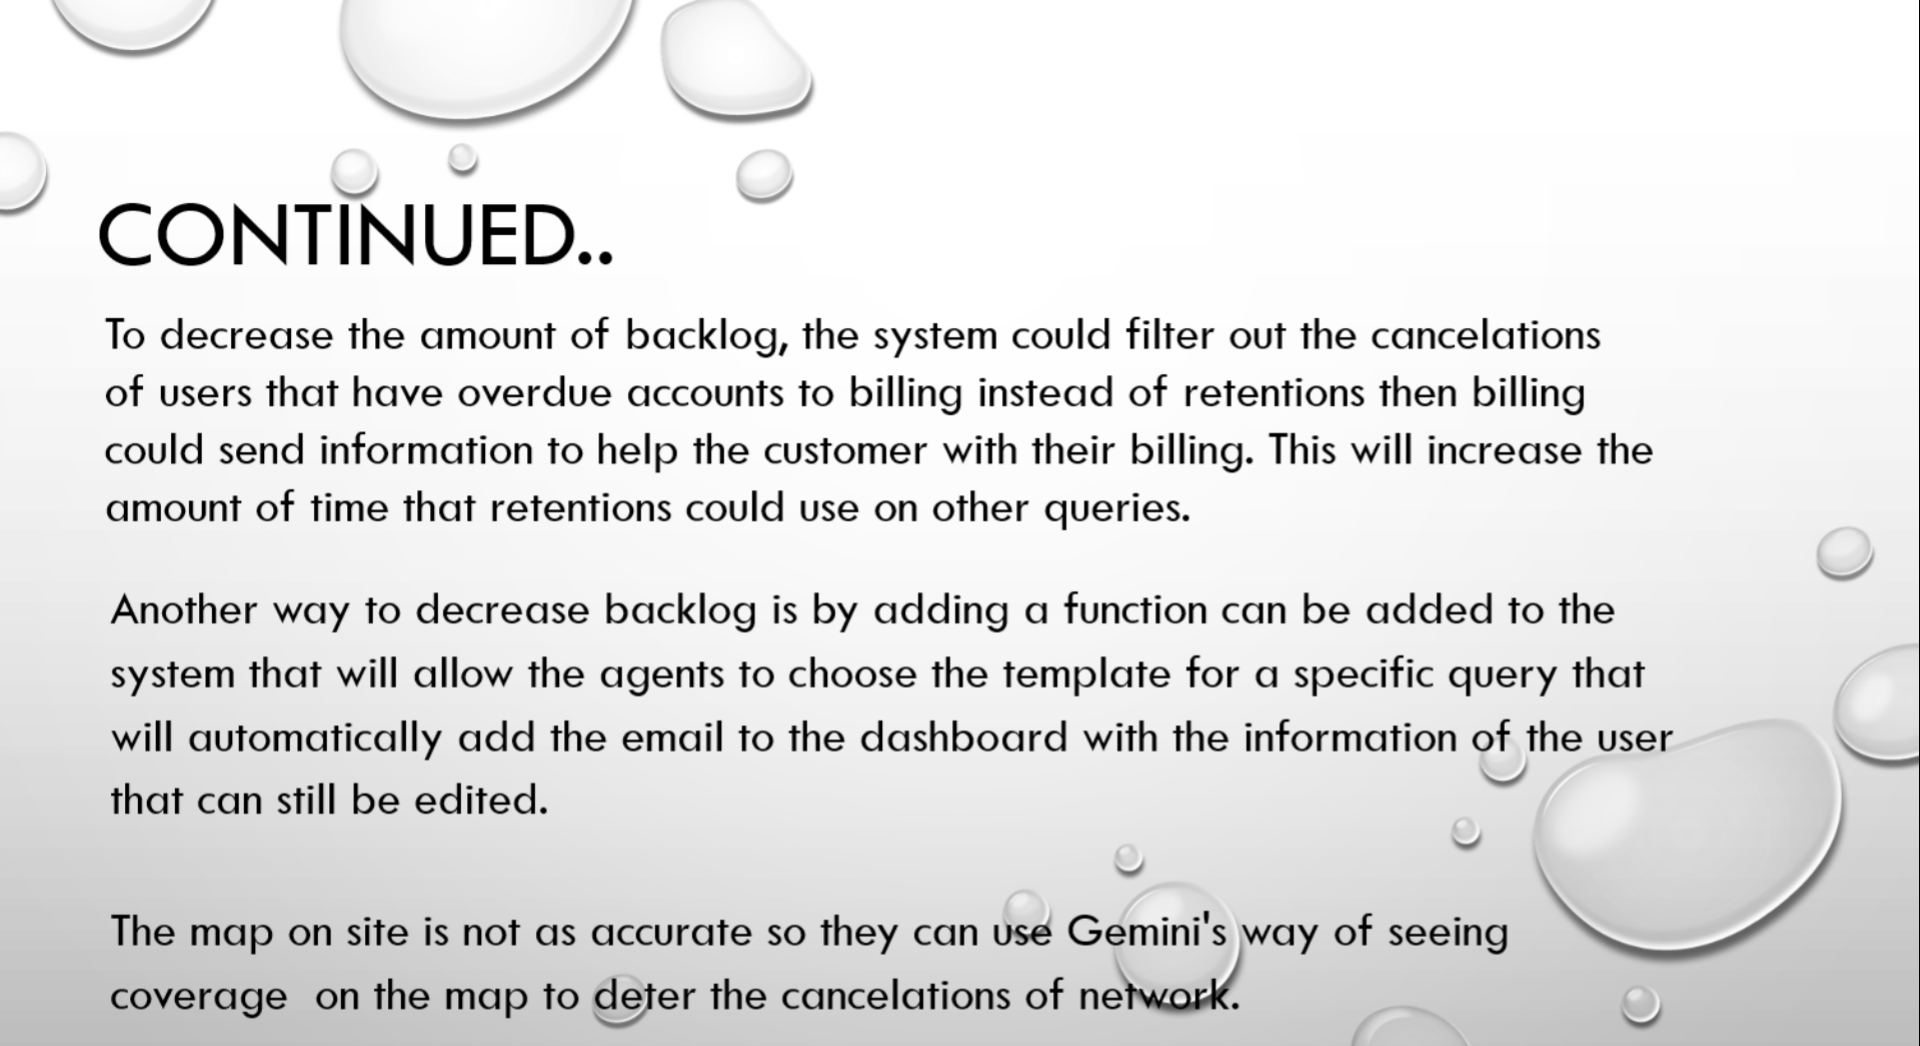 CONTINUED..
To decrease the amount of backlog, the system could filter out the cancelations
of users that have overdue accounts to billing instead of retentions then billing
could send information to help the customer with their billing. This will increase the
amount of time that retentions could use on other queries.
Another way to decrease backlog is by adding a function can be added to the
system that will allow the agents to choose the template for a specific query that
will automatically add the email to the dashboard with the information of the user
that can still be edited.
The map on site is not as accurate so they can use Gemini's way of seeing
coverage  on the map to deter the cancelations of network.